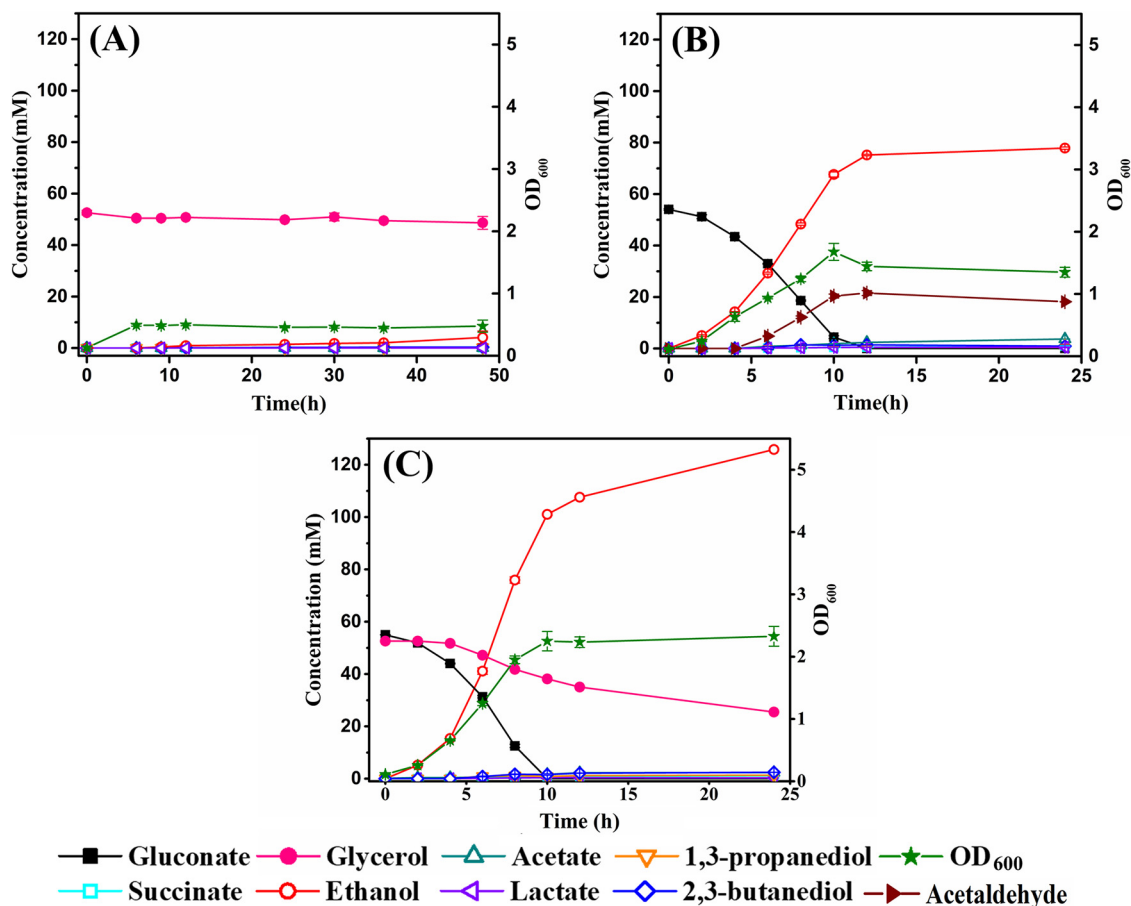 (A)
Concentration(mM)
120
100
80
60
40
20
0
OD600
5
4
3
2
1
0
0 10 20 30 40 50
Time(h)
(B)
Concentration(mM)
120
100
80
60
40
20
0
OD600
5
4
3
2
1
0
0 5 10 15 20 25
Time(h)
(C)
Concentration (mM)
120
100
80
60
40
20
0
OD600
5
4
3
2
1
0
0 5 10 15 20 25
Time (h)
Gluconate Glycerol Acetate 1,3-propanediol OD600
Succinate Ethanol Lactate 2,3-butanediol Acetaldehyde